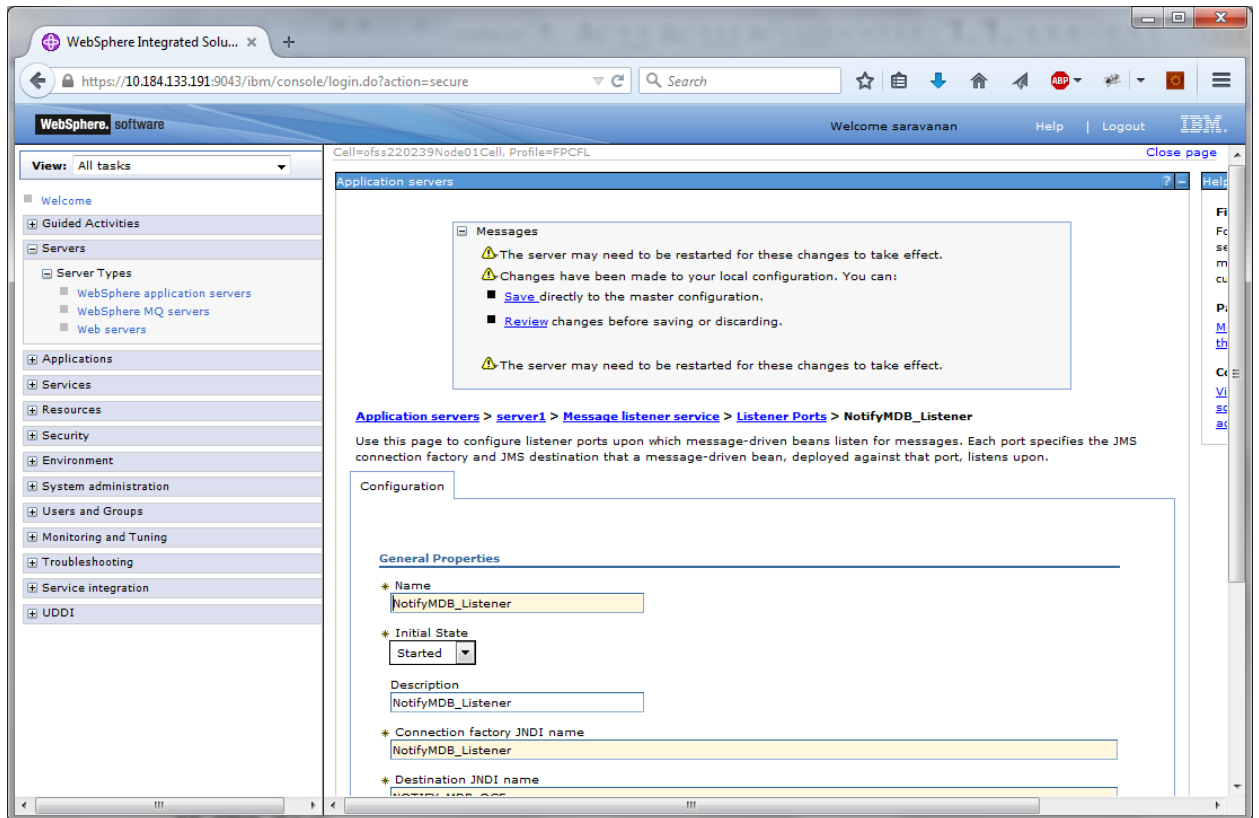 WebSphere Integrated Solu...
https://10.184.133.191:9043/ibm/console/login.do?action=secure
Search
ABP
WebSphere. software
Welcome saravanan
Help | Logout
IBM.
View: All tasks
Welcome
Guided Activities
Servers
Server Types
WebSphere application servers
WebSphere MQ servers
Web servers
Applications
Services
Resources
Security
Environment
System administration
Users and Groups
Monitoring and Tuning
Troubleshooting
Service integration
UDDI
Cell=ofss220239Node01Cell, Profile=FPCFL
Close page
Application servers
Messages
The server may need to be restarted for these changes to take effect.
Changes have been made to your local configuration. You can:
Save directly to the master configuration.
Review changes before saving or discarding.
The server may need to be restarted for these changes to take effect.
Application servers > server1 > Message listener service > Listener Ports > NotifyMDB_Listener
Use this page to configure listener ports upon which message-driven beans listen for messages. Each port specifies the JMS
connection factory and JMS destination that a message-driven bean, deployed against that port, listens upon.
Configuration
General Properties
* Name
NotifyMDB_Listener
* Initial State
Started
Description
NotifyMDB_Listener
* Connection factory JNDI name
NotifyMDB_Listener
* Destination JNDI name
Help